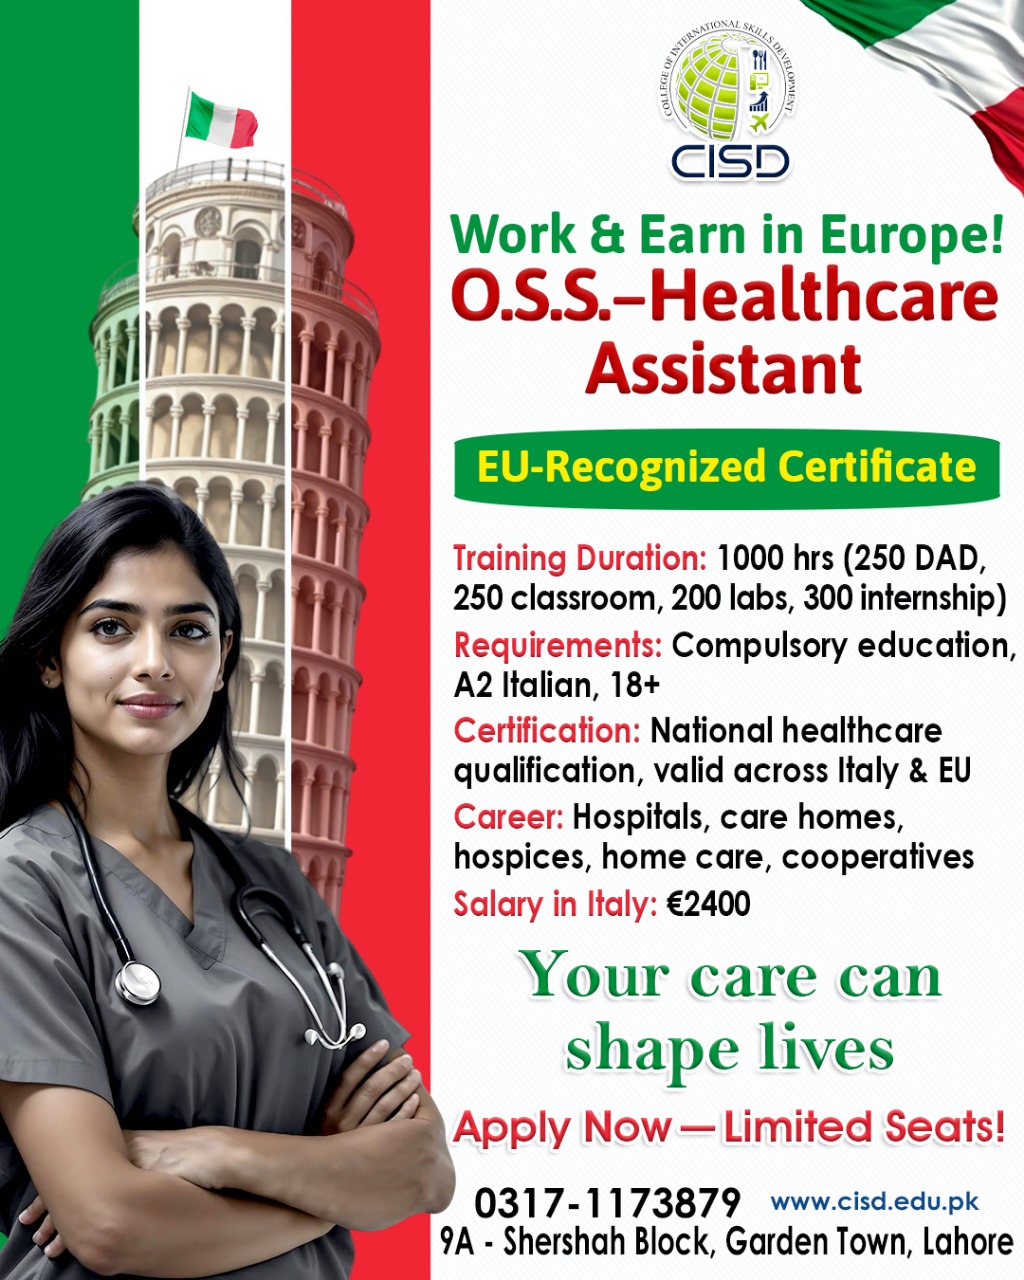 COLLEGE OF INTERNATIONAL SKILLS DEVELOPMENT
CISD
Work & Earn in Europe!
O.S.S.–Healthcare
Assistant
EU-Recognized Certificate
Training Duration: 1000 hrs (250 DAD,
250 classroom, 200 labs, 300 internship)
Requirements: Compulsory education,
A2 Italian, 18+
Certification: National healthcare
qualification, valid across Italy & EU
Career: Hospitals, care homes,
hospices, home care, cooperatives
Salary in Italy: €2400
Your care can
shape lives
Apply Now — Limited Seats!
0317-1173879 www.cisd.edu.pk
9A - Shershah Block, Garden Town, Lahore